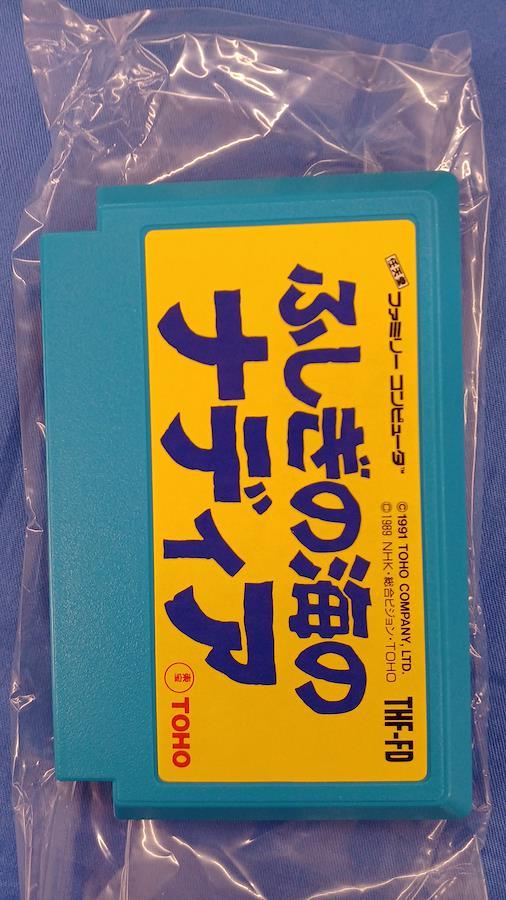 任天堂
ファミリー コンピュータ™
©1991 TOHO COMPANY, LTD.
©1989 NHK・総合ビジョン・TOHO
THF-FD
ふしぎの海の
ナディア
東宝
TOHO